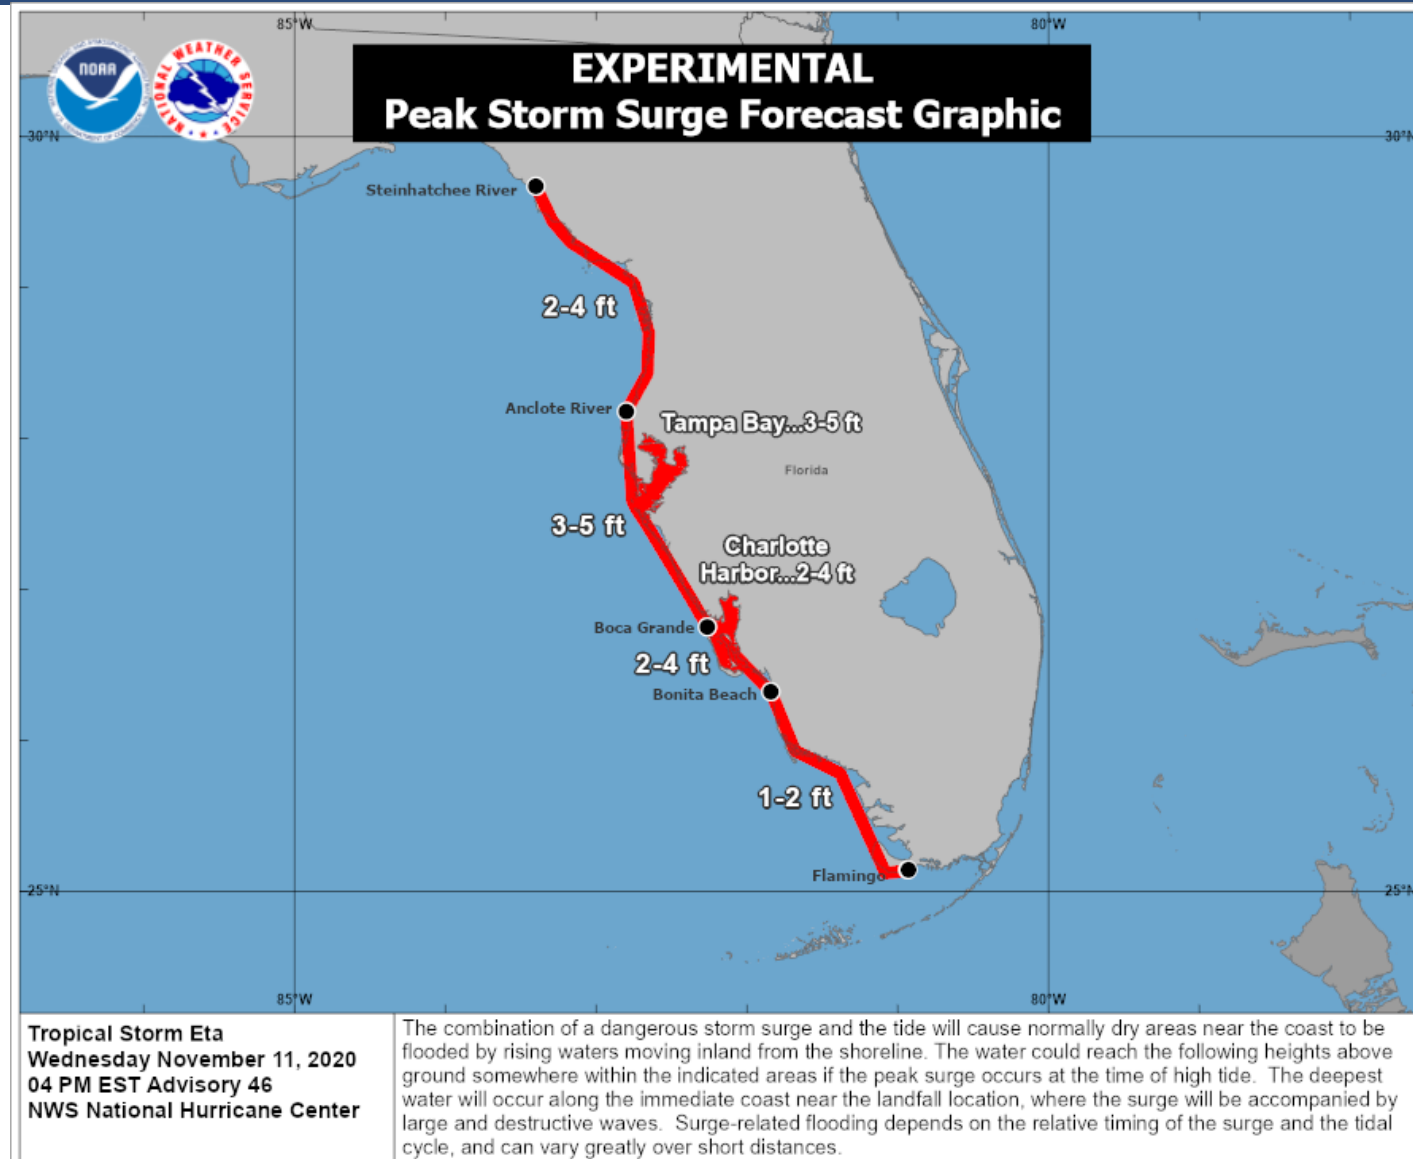 85°W
80°W
NOAA
NATIONAL WEATHER SERVICE
EXPERIMENTAL
Peak Storm Surge Forecast Graphic
30°N
30°N
Steinhatchee River
2-4 ft
Anclote River
Tampa Bay...3-5 ft
Florida
3-5 ft
Charlotte
Harbor...2-4 ft
Boca Grande
2-4 ft
Bonita Beach
1-2 ft
Flamingo
25°N
25°N
85°W
80°W
Tropical Storm Eta
Wednesday November 11, 2020
04 PM EST Advisory 46
NWS National Hurricane Center
The combination of a dangerous storm surge and the tide will cause normally dry areas near the coast to be
flooded by rising waters moving inland from the shoreline. The water could reach the following heights above
ground somewhere within the indicated areas if the peak surge occurs at the time of high tide. The deepest
water will occur along the immediate coast near the landfall location, where the surge will be accompanied by
large and destructive waves. Surge-related flooding depends on the relative timing of the surge and the tidal
cycle, and can vary greatly over short distances.